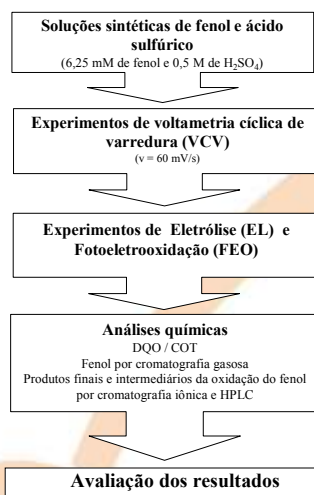 Soluções sintéticas de fenol e ácido
sulfúrico
(6,25 mM de fenol e 0,5 M de H₂SO₄)
Experimentos de voltametria cíclica de
varredura (VCV)
(ν = 60 mV/s)
Experimentos de Eletrólise (EL) e
Fotoeletrooxidação (FEO)
Análises químicas
DQO / COT
Fenol por cromatografia gasosa
Produtos finais e intermediários da oxidação do fenol
por cromatografia iônica e HPLC
Avaliação dos resultados